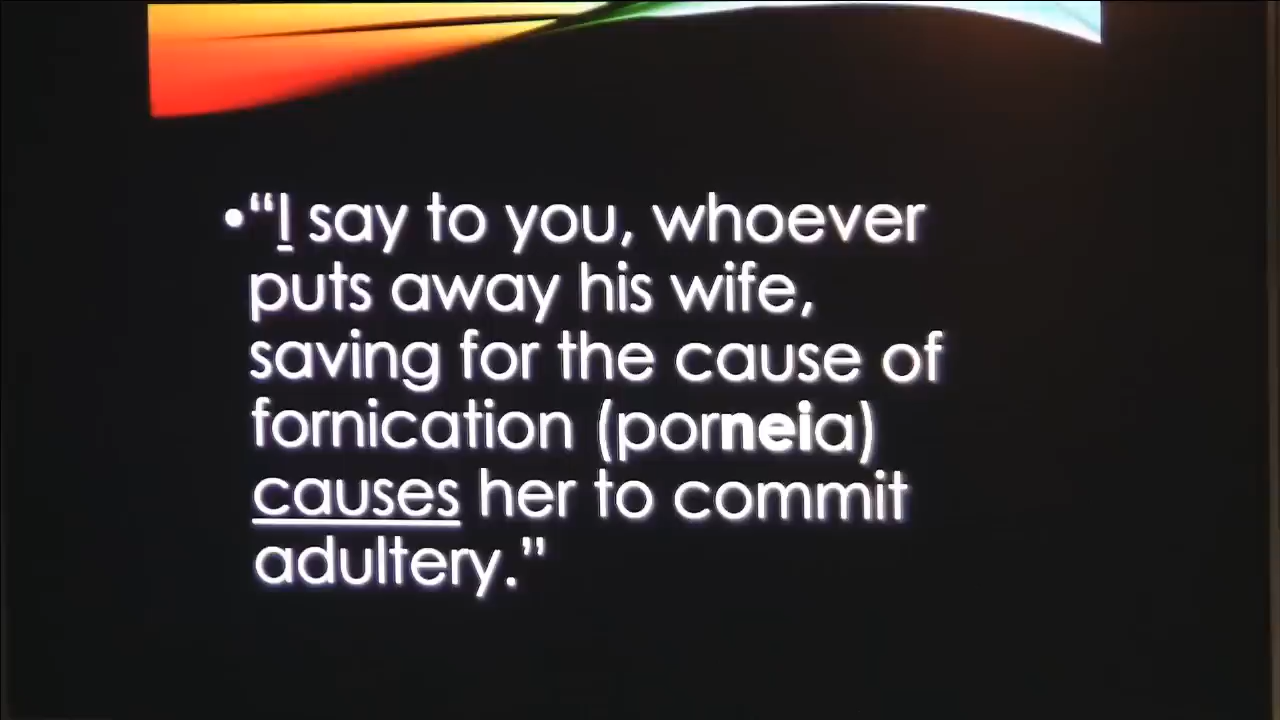 •“I say to you, whoever
puts away his wife,
saving for the cause of
fornication (porneia)
causes her to commit
adultery.”